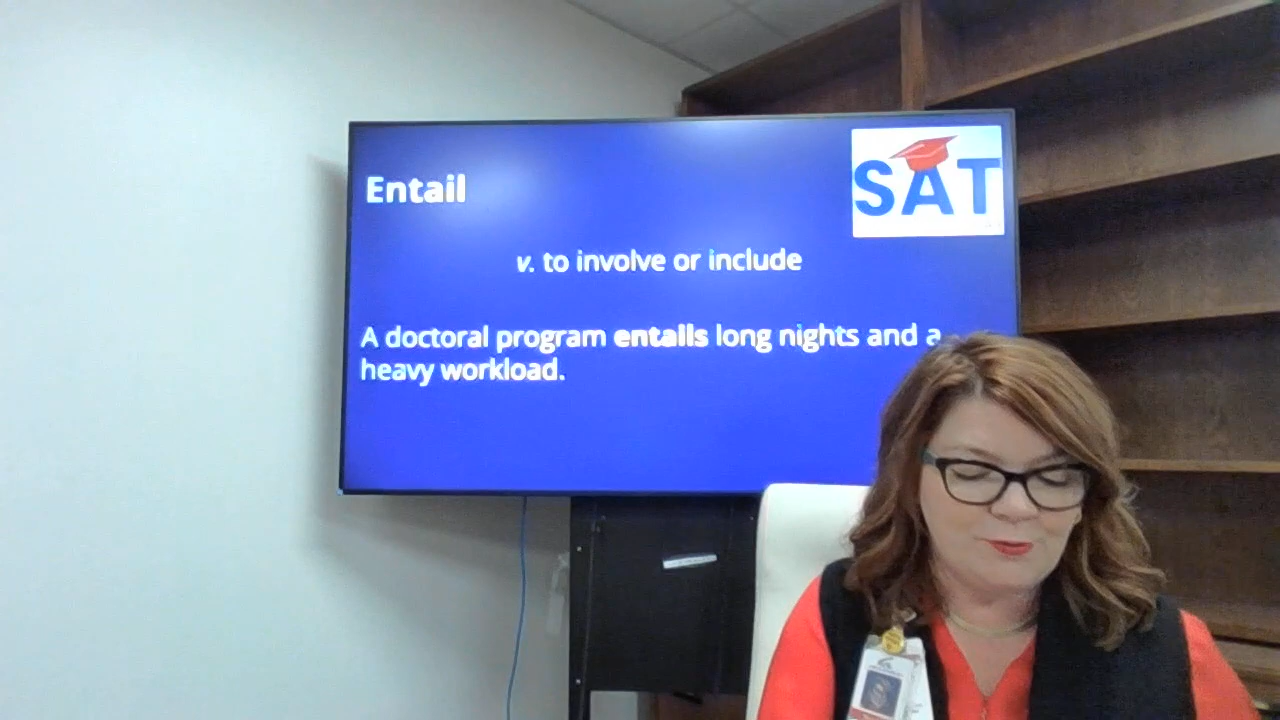 Entail
SAT
v. to involve or include
A doctoral program entails long nights and a
heavy workload.